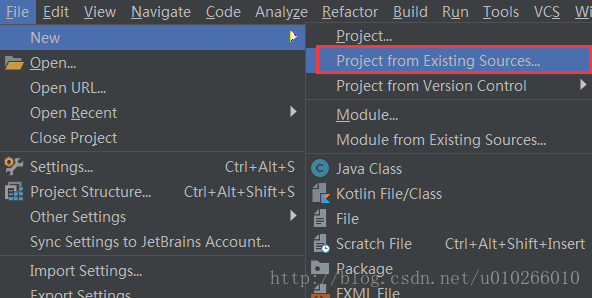 File Edit View Navigate Code Analyze Refactor Build Run Tools VCS Wi
New
Open...
Open URL...
Open Recent
Close Project
Settings... Ctrl+Alt+S
Project Structure... Ctrl+Alt+Shift+S
Other Settings
Sync Settings to JetBrains Account...
Import Settings...
Export Settings...
Project...
Project from Existing Sources...
Project from Version Control
Module...
Module from Existing Sources...
Java Class
Kotlin File/Class
File
Scratch File Ctrl+Alt+Shift+Insert
Package
FXML File
http://blog.csdn.net/u010266010